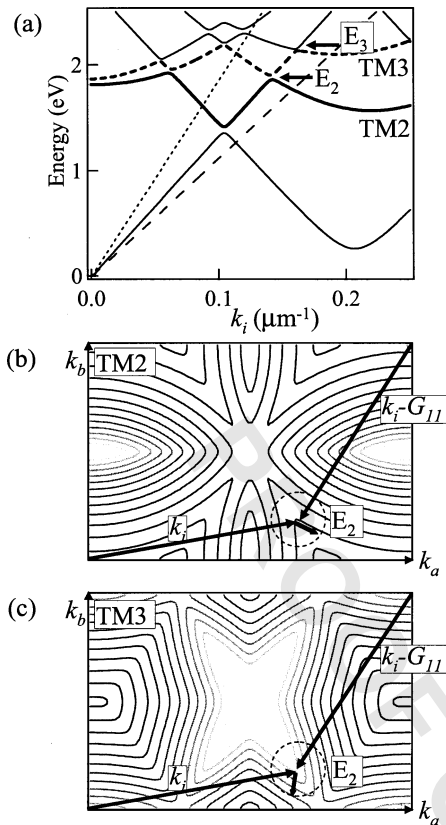 (a)
E3
TM3
E2
TM2
Energy (eV)
2
1
0
0.0
0.1
0.2
ki (μm-1)
(b)
kb
TM2
ki-G11
ki
E2
ka
(c)
kb
TM3
ki-G11
ki
E2
ka